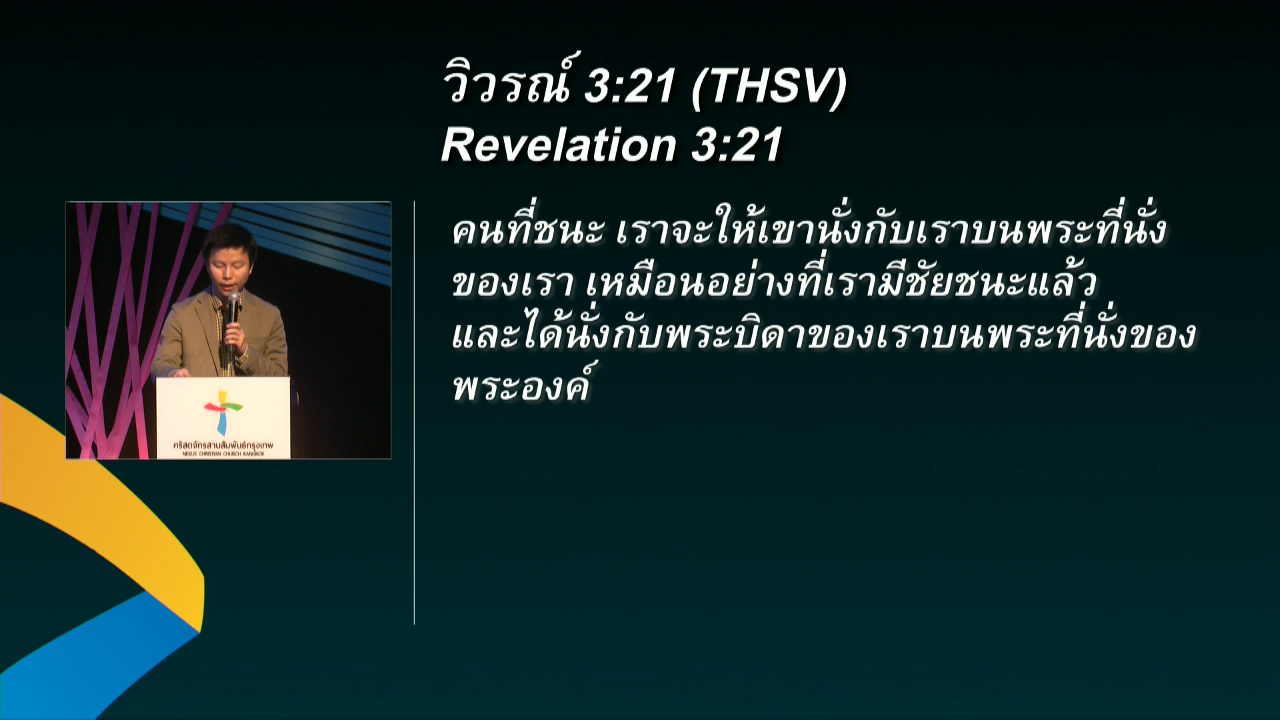 วิวรณ์ 3:21 (THSV)
Revelation 3:21
คนที่ชนะ เราจะให้เขานั่งกับเราบนพระที่นั่ง
ของเรา เหมือนอย่างที่เรามีชัยชนะแล้ว
และได้นั่งกับพระบิดาของเราบนพระที่นั่งของ
พระองค์
คริสตจักรสานสัมพันธ์กรุงเทพ
NEXUS CHRISTIAN CHURCH BANGKOK